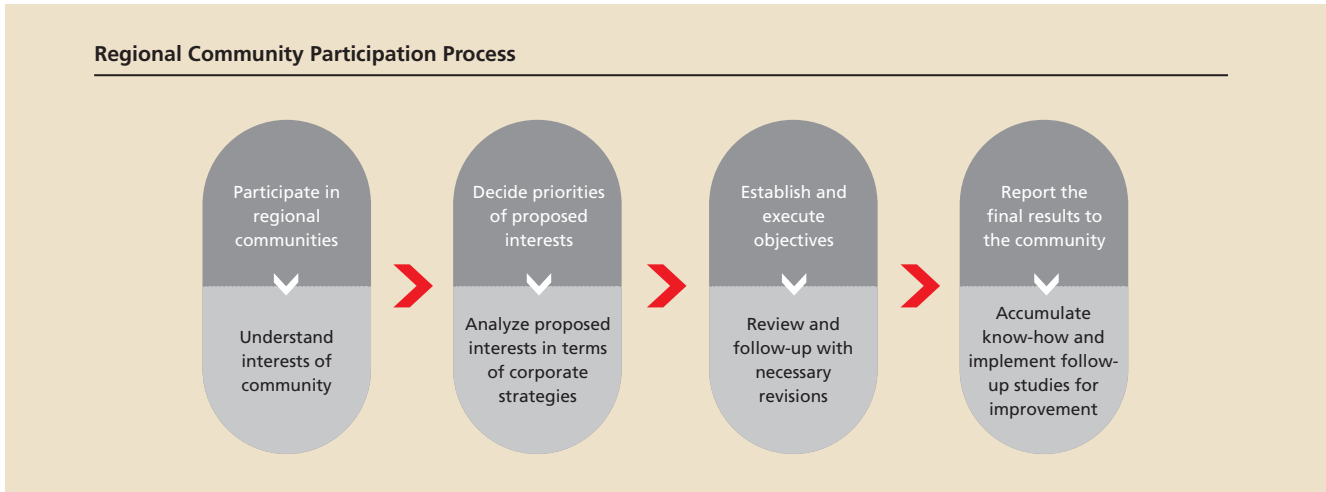 Regional Community Participation Process
Participate in
regional
communities
Understand
interests of
community
Decide priorities
of proposed
interests
Analyze proposed
interests in terms
of corporate
strategies
Establish and
execute
objectives
Review and
follow-up with
necessary
revisions
Report the
final results to
the community
Accumulate
know-how and
implement follow-
up studies for
improvement